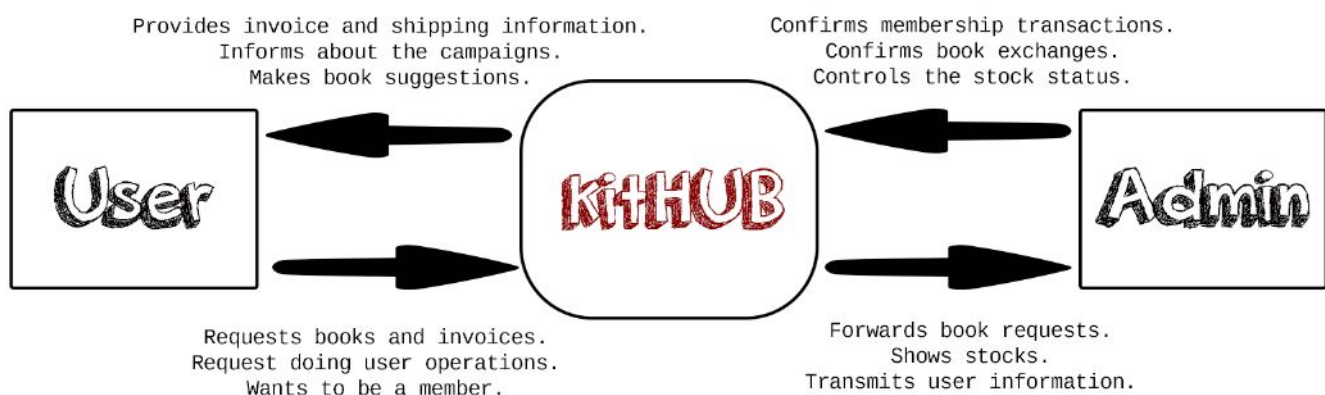 Provides invoice and shipping information.
Informs about the campaigns.
Makes book suggestions.
Confirms membership transactions.
Confirms book exchanges.
Controls the stock status.
User
kitHUB
Admin
Requests books and invoices.
Request doing user operations.
Wants to be a member.
Forwards book requests.
Shows stocks.
Transmits user information.